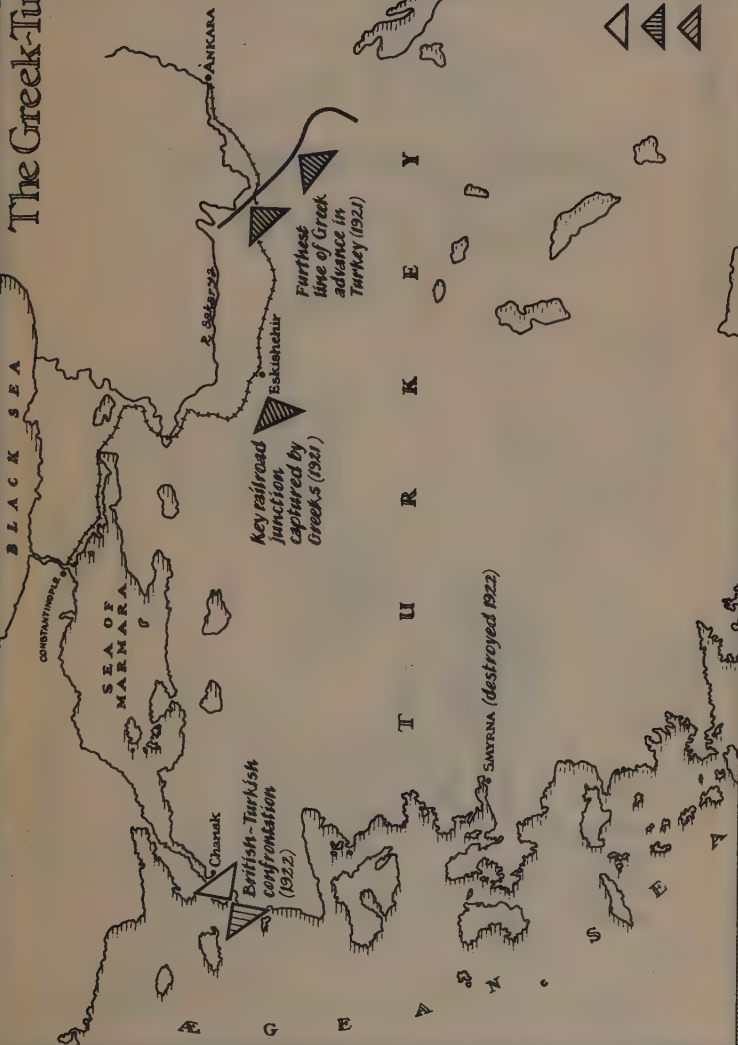 The Greek-Tu
BLACK SEA
CONSTANTINOPLE
SEA OF
MARMARA
ANKARA
R Sakarya
Eskishehir
Furthest
line of Greek
advance in
Turkey (1921)
Key railroad
junction
captured by
Greeks (1921)
Chanak
British-Turkish
confrontation
(1922)
TURKEY
SMYRNA (destroyed 1922)
ÆGEAN SEA